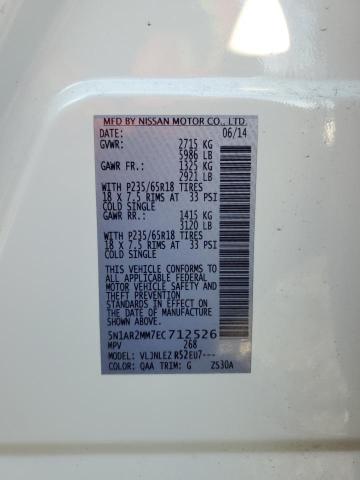 MFD BY NISSAN MOTOR CO., LTD.
DATE: 06/14
GVWR: 2715 KG
5986 LB
GAWR FR.: 1325 KG
2921 LB
WITH P235/65R18 TIRES
18 X 7.5 RIMS AT 33 PSI
COLD SINGLE
GAWR RR.: 1415 KG
3120 LB
WITH P235/65R18 TIRES
18 X 7.5 RIMS AT 33 PSI
COLD SINGLE
THIS VEHICLE CONFORMS TO
ALL APPLICABLE FEDERAL
MOTOR VEHICLE SAFETY AND
THEFT PREVENTION
STANDARDS IN EFFECT ON
THE DATE OF MANUFACTURE
SHOWN ABOVE.
5N1AR2MM7EC712526
MPV 268
MODEL: VLJNLEZ R52EU7---
COLOR: QAA TRIM: G ZS30A